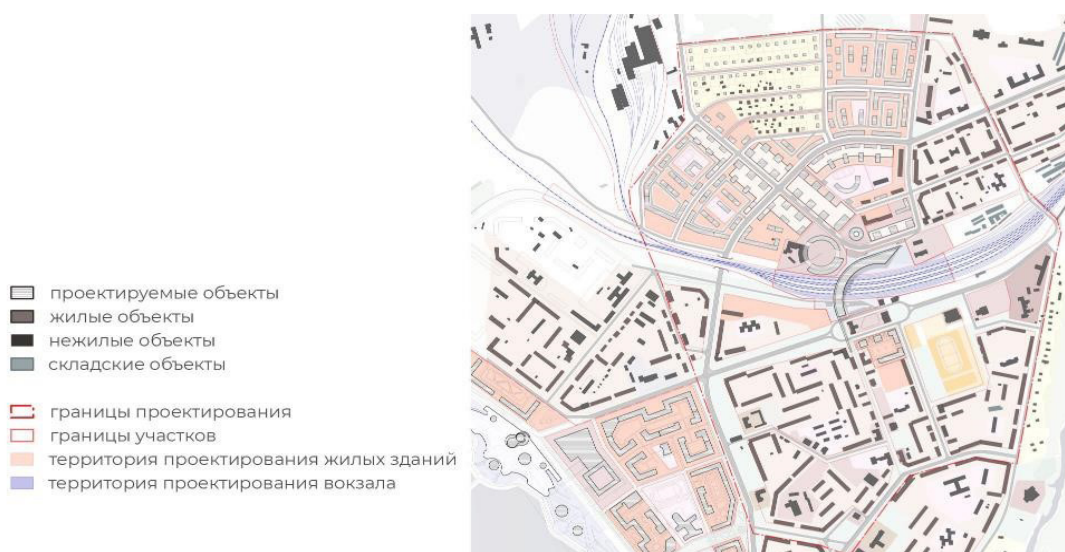 проектируемые объекты
жилые объекты
нежилые объекты
складские объекты
границы проектирования
границы участков
территория проектирования жилых зданий
территория проектирования вокзала